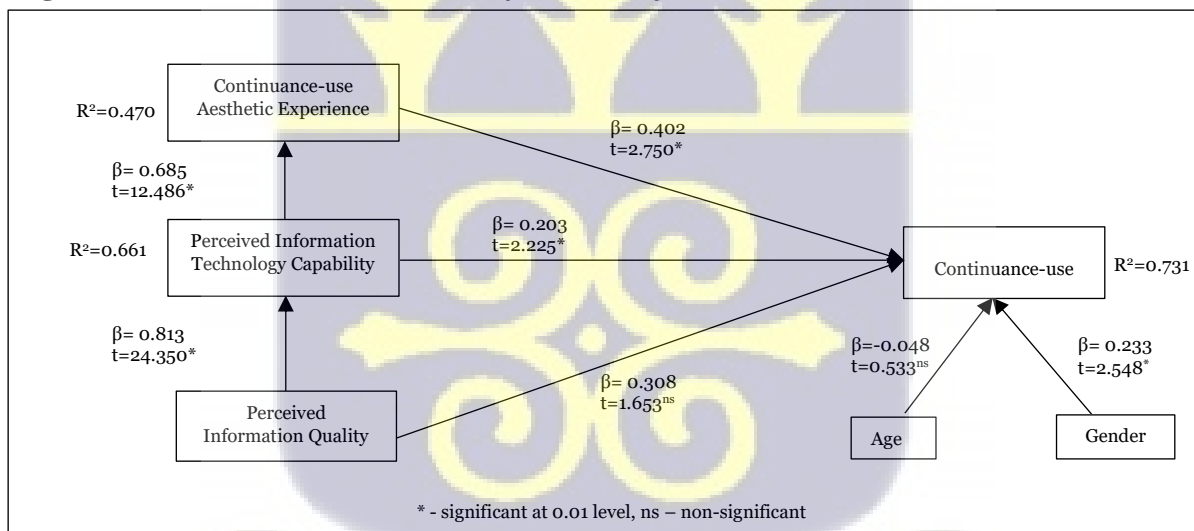 Continuance-use
Aesthetic Experience
R²=0.470
β= 0.402
t=2.750*
β= 0.685
t=12.486*
Perceived Information
Technology Capability
R²=0.661
β= 0.203
t=2.225*
Continuance-use
R²=0.731
β= 0.813
t=24.350*
β=-0.048
t=0.533ⁿˢ
β= 0.233
t=2.548*
β= 0.308
t=1.653ⁿˢ
Perceived
Information Quality
Age
Gender
* - significant at 0.01 level, ns – non-significant